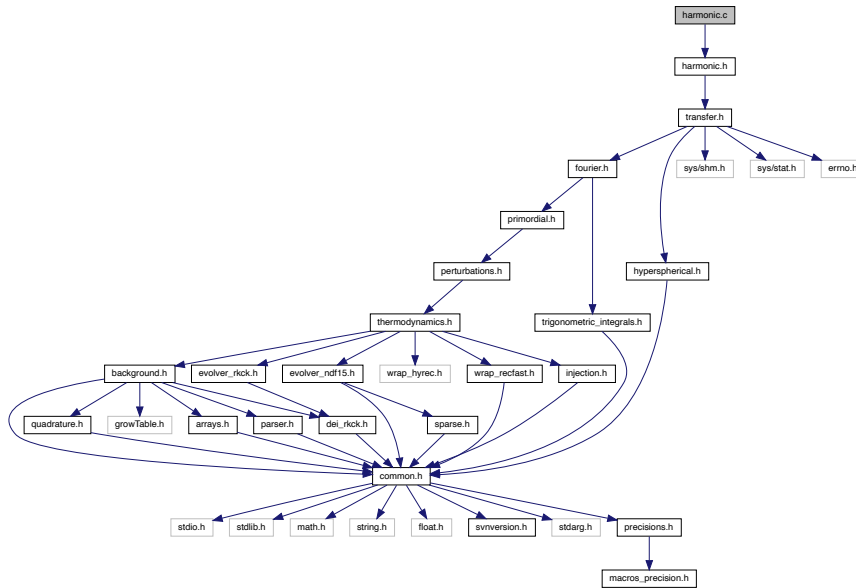 harmonic.c
harmonic.h
transfer.h
fourier.h
sys/shm.h
sys/stat.h
errno.h
primordial.h
perturbations.h
hyperspherical.h
thermodynamics.h
trigonometric_integrals.h
background.h
evolver_rkck.h
evolver_ndf15.h
wrap_hyrec.h
wrap_recfast.h
injection.h
quadrature.h
growTable.h
arrays.h
parser.h
dei_rkck.h
sparse.h
common.h
stdio.h
stdlib.h
math.h
string.h
float.h
svnversion.h
stdarg.h
precisions.h
macros_precision.h